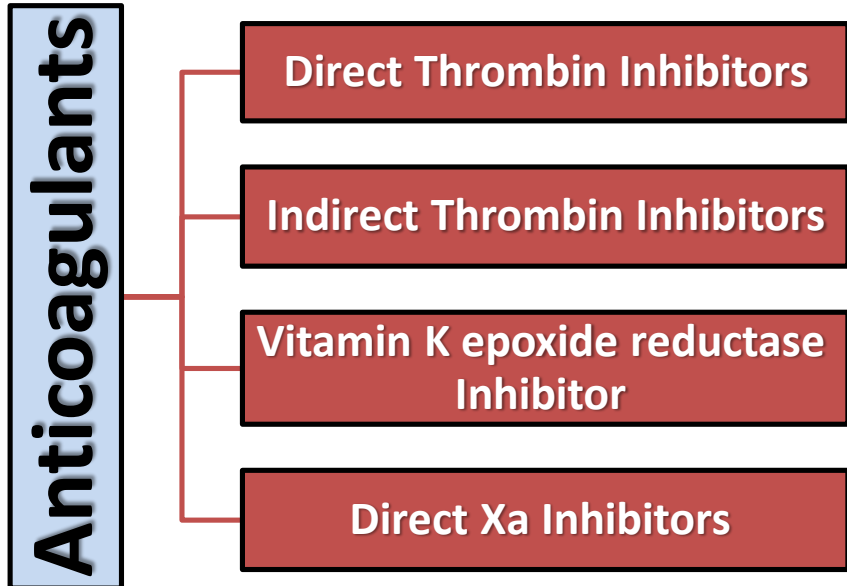 Anticoagulants
Direct Thrombin Inhibitors
Indirect Thrombin Inhibitors
Vitamin K epoxide reductase
Inhibitor
Direct Xa Inhibitors